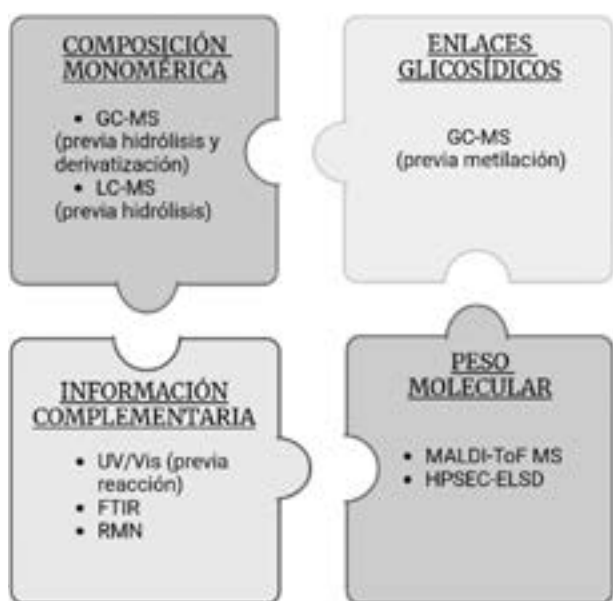 COMPOSICIÓN
MONOMÉRICA
• GC-MS
(previa hidrólisis y
derivatización)
• LC-MS
(previa hidrólisis)
ENLACES
GLICOSÍDICOS
GC-MS
(previa metilación)
INFORMACIÓN
COMPLEMENTARIA
• UV/Vis (previa
reacción)
• FTIR
• RMN
PESO
MOLECULAR
• MALDI-ToF MS
• HPSEC-ELSD